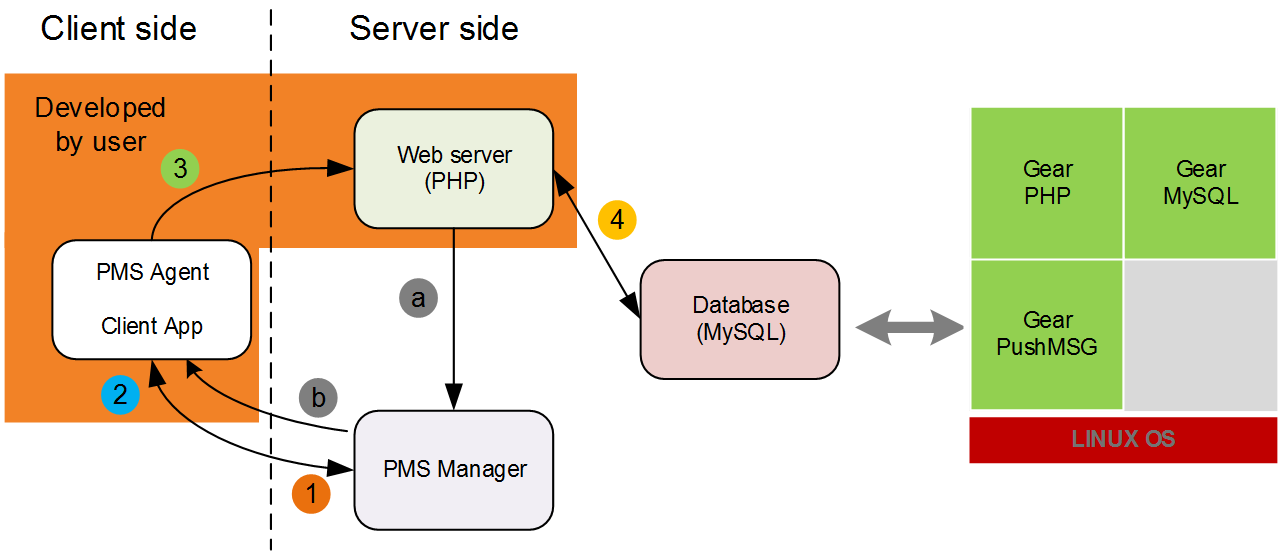 Client side
Server side
Developed
by user
3
Web server
(PHP)
4
PMS Agent
Client App
a
Database
(MySQL)
2
b
1
PMS Manager
Gear
PHP
Gear
MySQL
Gear
PushMSG
LINUX OS